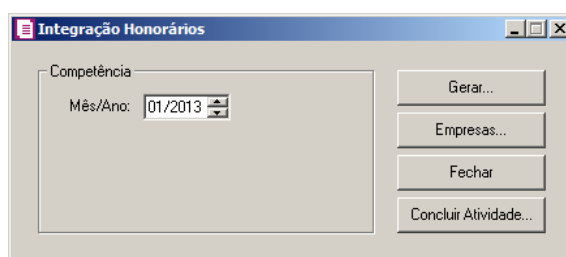 Integração Honorários
Competência
Mês/Ano: 01/2013
Gerar...
Empresas...
Fechar
Concluir Atividade...